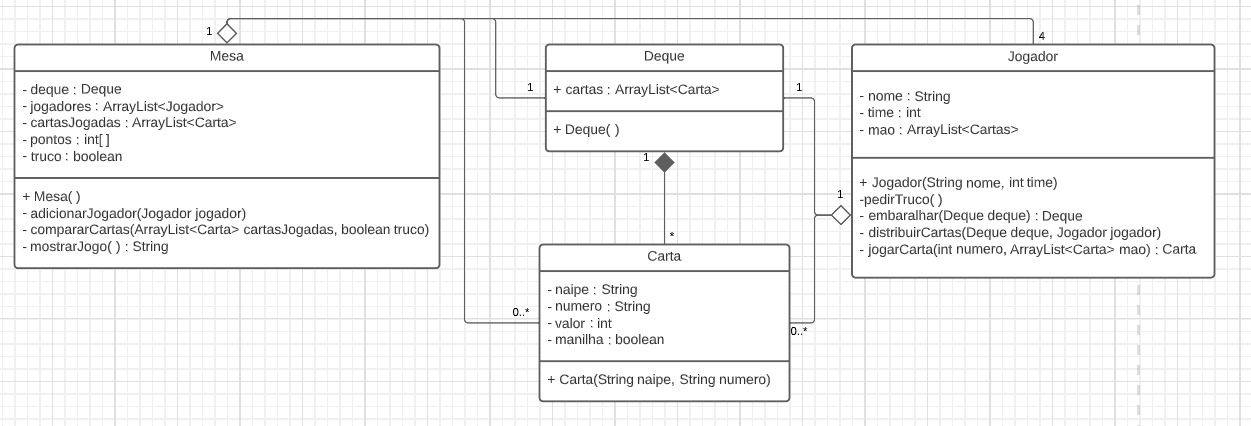 1
Mesa
- deque : Deque
- jogadores : ArrayList<Jogador>
- cartasJogadas : ArrayList<Carta>
- pontos : int[ ]
- truco : boolean
+ Mesa( )
- adicionarJogador(Jogador jogador)
- compararCartas(ArrayList<Carta> cartasJogadas, boolean truco)
- mostrarJogo( ) : String
1
Deque
1
+ cartas : ArrayList<Carta>
+ Deque( )
1
*
4
Jogador
- nome : String
- time : int
- mao : ArrayList<Cartas>
+ Jogador(String nome, int time)
-pedirTruco( )
- embaralhar(Deque deque) : Deque
- distribuirCartas(Deque deque, Jogador jogador)
- jogarCarta(int numero, ArrayList<Carta> mao) : Carta
1
Carta
- naipe : String
- numero : String
- valor : int
- manilha : boolean
+ Carta(String naipe, String numero)
0..*
0..*